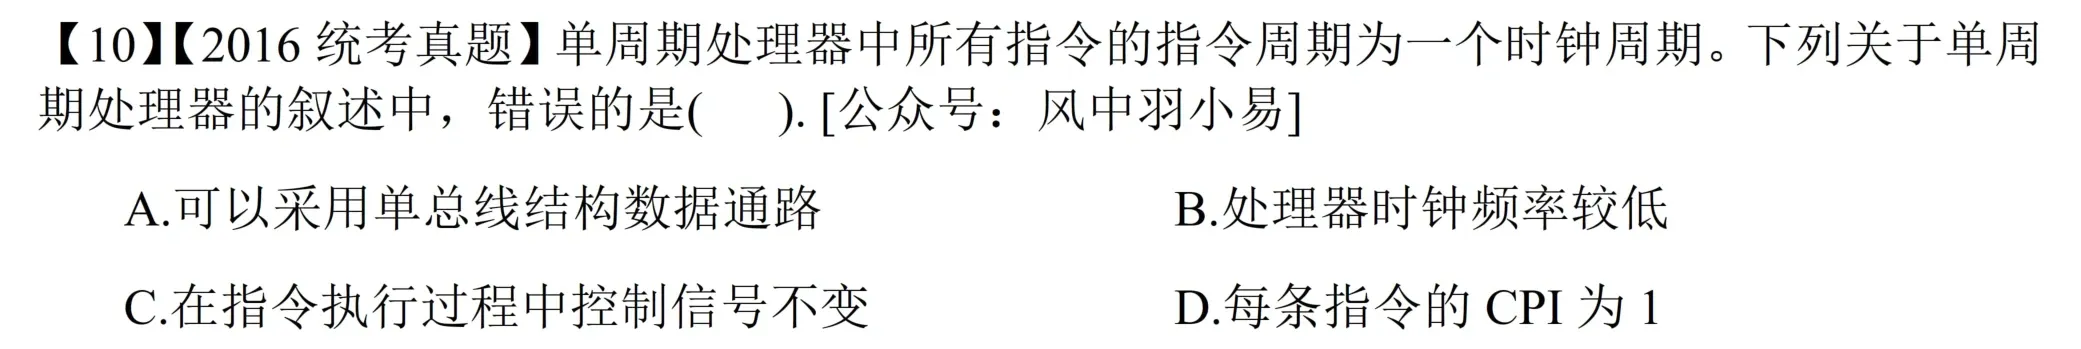 【10】【2016 统考真题】单周期处理器中所有指令的指令周期为一个时钟周期。下列关于单周
期处理器的叙述中，错误的是(    ). [公众号：风中羽小易]
A.可以采用单总线结构数据通路 B.处理器时钟频率较低
C.在指令执行过程中控制信号不变 D.每条指令的 CPI 为 1